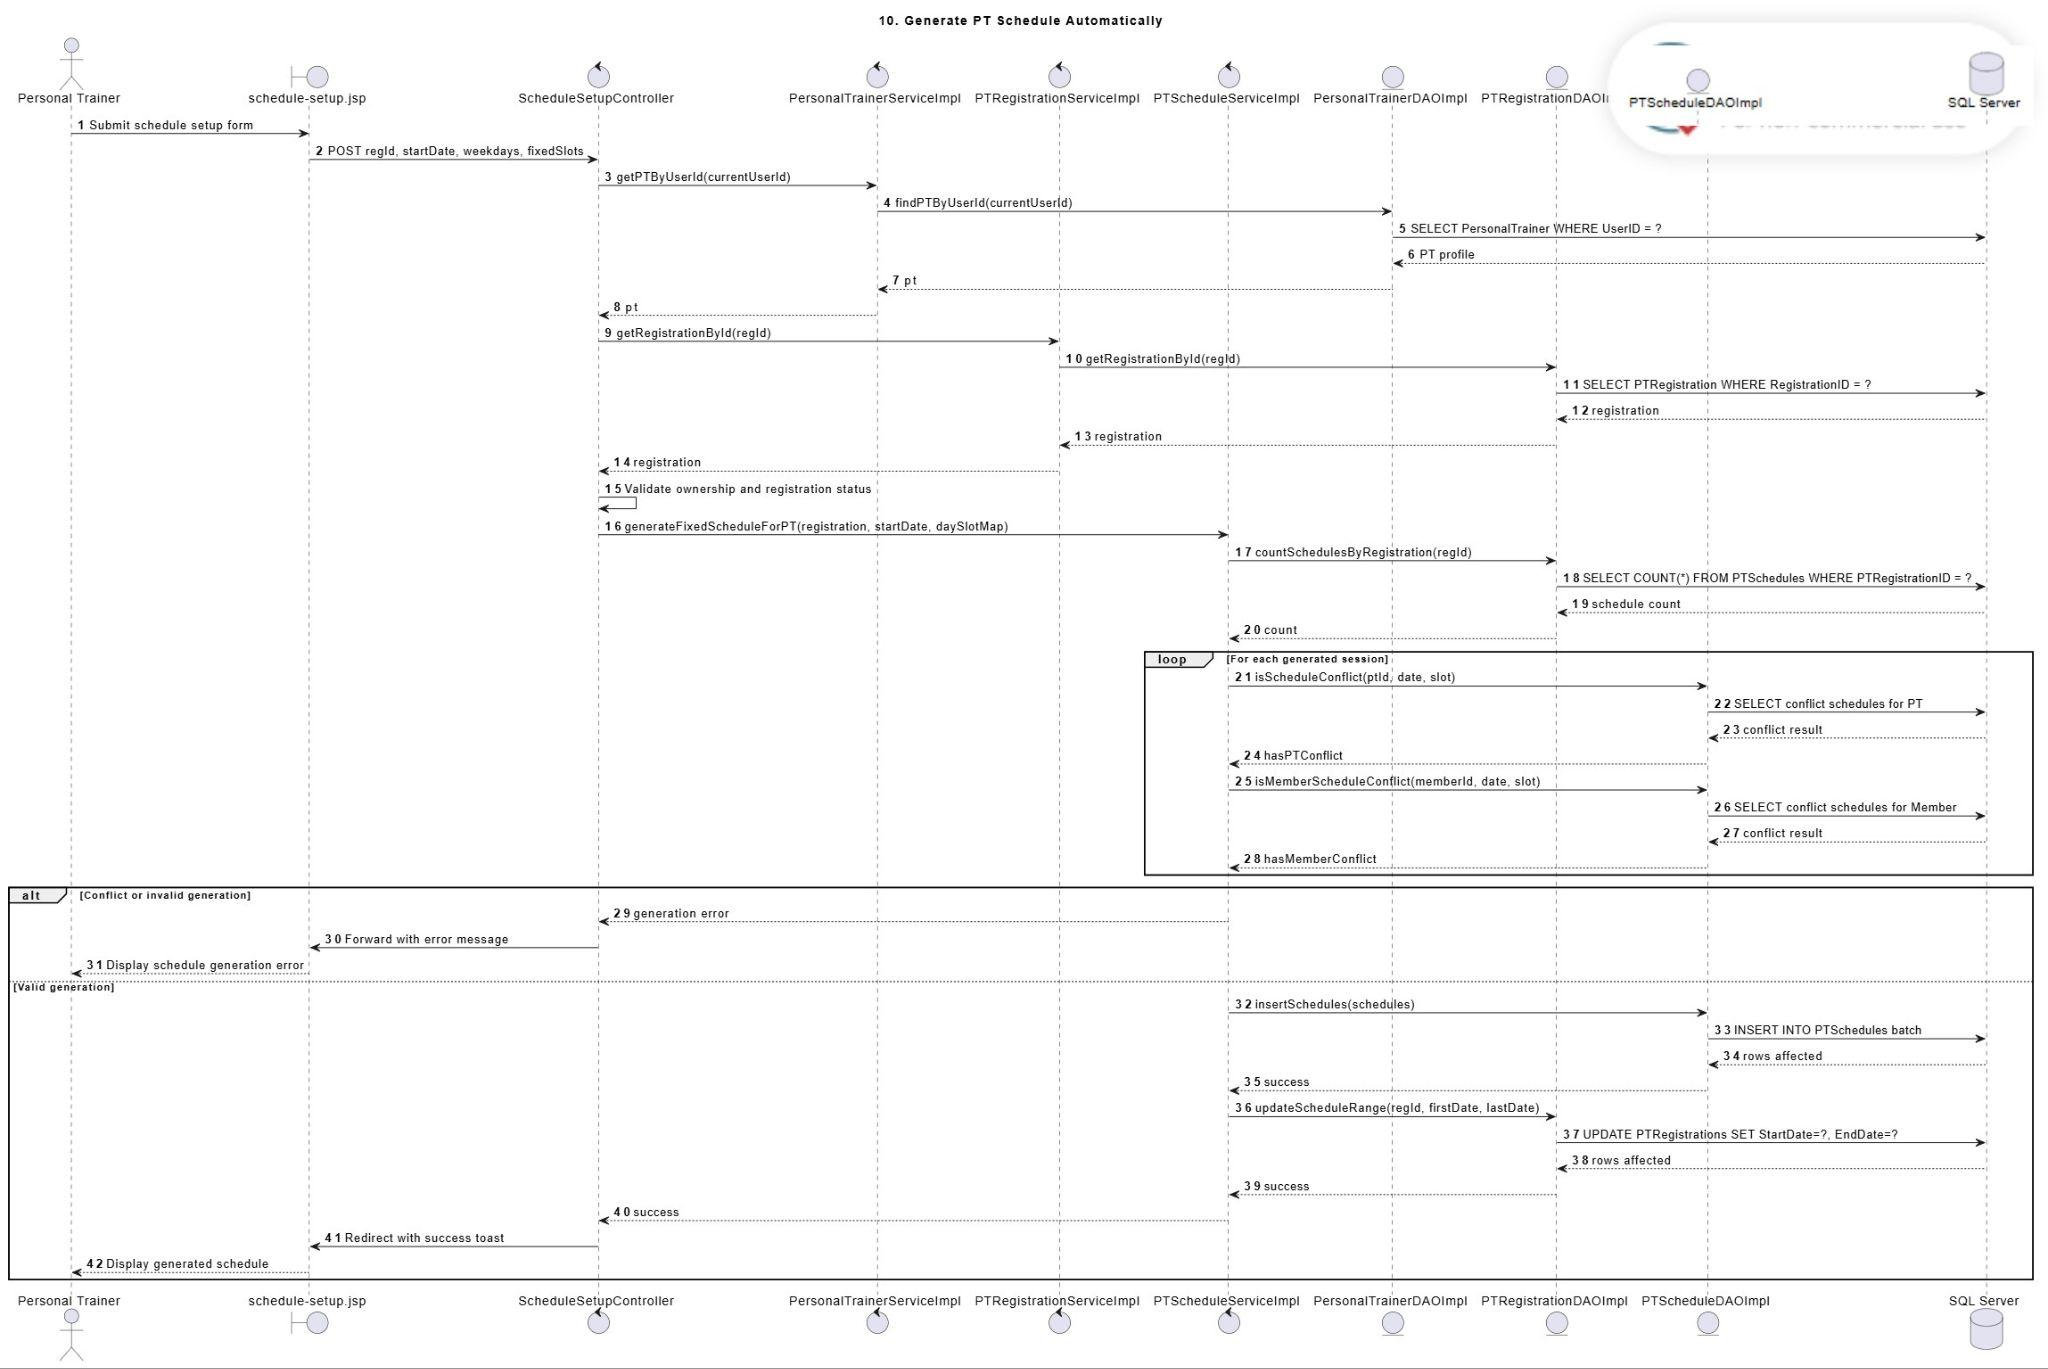 10. Generate PT Schedule Automatically
Personal Trainer
schedule-setup.jsp
ScheduleSetupController
PersonalTrainerServiceImpl
PTRegistrationServiceImpl
PTScheduleServiceImpl
PersonalTrainerDAOImpl
PTRegistrationDAOI
PTScheduleDAOImpl
SQL Server
1 Submit schedule setup form
2 POST regId, startDate, weekdays, fixedSlots
3 getPTByUserId(currentUserId)
4 findPTByUserId(currentUserId)
5 SELECT PersonalTrainer WHERE UserID = ?
6 PT profile
7 pt
8 pt
9 getRegistrationById(regId)
10 getRegistrationById(regId)
11 SELECT PTRegistration WHERE RegistrationID = ?
12 registration
13 registration
14 registration
15 Validate ownership and registration status
16 generateFixedScheduleForPT(registration, startDate, daySlotMap)
17 countSchedulesByRegistration(regId)
18 SELECT COUNT(*) FROM PTSchedules WHERE PTRegistrationID = ?
19 schedule count
20 count
loop [For each generated session]
21 isScheduleConflict(ptId, date, slot)
22 SELECT conflict schedules for PT
23 conflict result
24 hasPTConflict
25 isMemberScheduleConflict(memberId, date, slot)
26 SELECT conflict schedules for Member
27 conflict result
28 hasMemberConflict
alt [Conflict or invalid generation]
29 generation error
30 Forward with error message
31 Display schedule generation error
[Valid generation]
32 insertSchedules(schedules)
33 INSERT INTO PTSchedules batch
34 rows affected
35 success
36 updateScheduleRange(regId, firstDate, lastDate)
37 UPDATE PTRegistrations SET StartDate=?, EndDate=?
38 rows affected
39 success
40 success
41 Redirect with success toast
42 Display generated schedule
Personal Trainer
schedule-setup.jsp
ScheduleSetupController
PersonalTrainerServiceImpl
PTRegistrationServiceImpl
PTScheduleServiceImpl
PersonalTrainerDAOImpl
PTRegistrationDAOImpl
PTScheduleDAOImpl
SQL Server